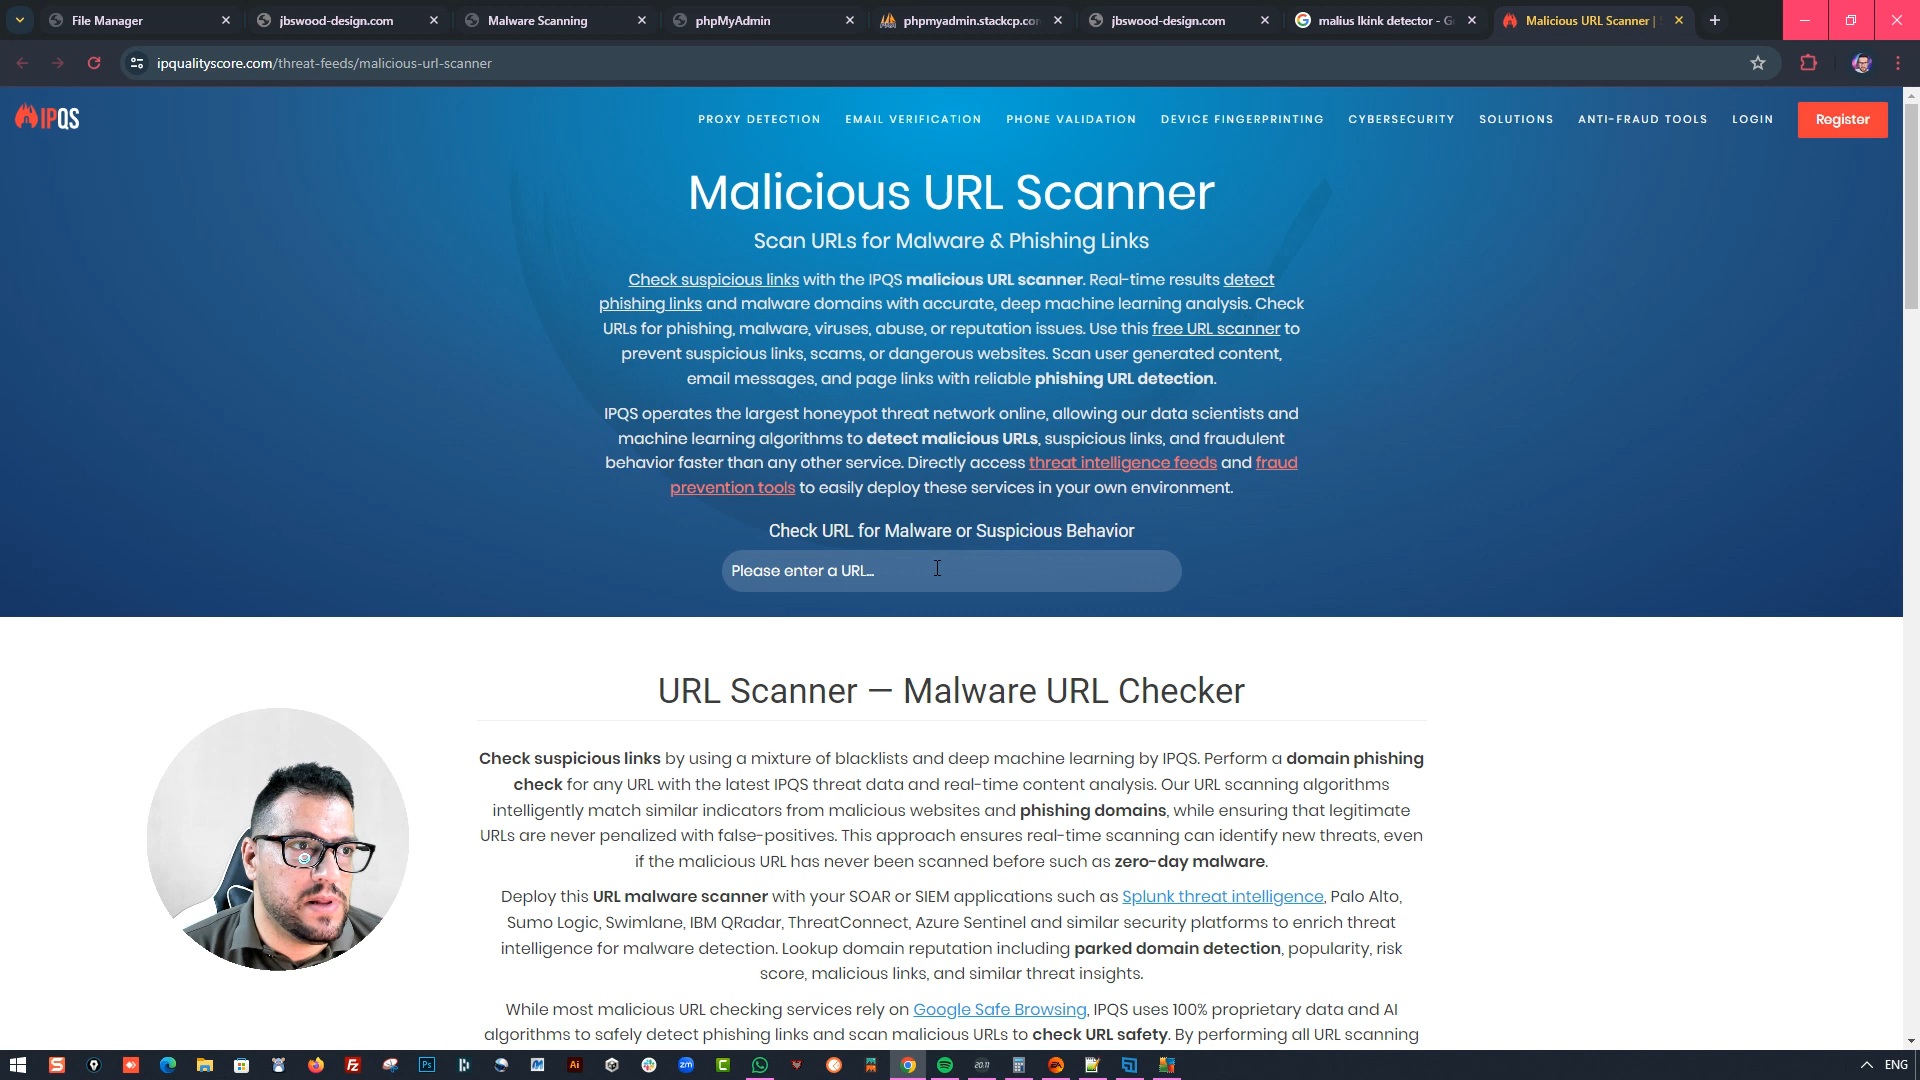 File Manager
jbswood-design.com
Malware Scanning
phpMyAdmin
phpmyadmin.stackcp.con
jbswood-design.com
malius lkink detector - G
Malicious URL Scanner |
ipqualityscore.com/threat-feeds/malicious-url-scanner
IPQS
PROXY DETECTION
EMAIL VERIFICATION
PHONE VALIDATION
DEVICE FINGERPRINTING
CYBERSECURITY
SOLUTIONS
ANTI-FRAUD TOOLS
LOGIN
Register
Malicious URL Scanner
Scan URLs for Malware & Phishing Links
Check suspicious links with the IPQS malicious URL scanner. Real-time results detect
phishing links and malware domains with accurate, deep machine learning analysis. Check
URLs for phishing, malware, viruses, abuse, or reputation issues. Use this free URL scanner to
prevent suspicious links, scams, or dangerous websites. Scan user generated content,
email messages, and page links with reliable phishing URL detection.
IPQS operates the largest honeypot threat network online, allowing our data scientists and
machine learning algorithms to detect malicious URLs, suspicious links, and fraudulent
behavior faster than any other service. Directly access threat intelligence feeds and fraud
prevention tools to easily deploy these services in your own environment.
Check URL for Malware or Suspicious Behavior
Please enter a URL...
URL Scanner — Malware URL Checker
Check suspicious links by using a mixture of blacklists and deep machine learning by IPQS. Perform a domain phishing
check for any URL with the latest IPQS threat data and real-time content analysis. Our URL scanning algorithms
intelligently match similar indicators from malicious websites and phishing domains, while ensuring that legitimate
URLs are never penalized with false-positives. This approach ensures real-time scanning can identify new threats, even
if the malicious URL has never been scanned before such as zero-day malware.
Deploy this URL malware scanner with your SOAR or SIEM applications such as Splunk threat intelligence, Palo Alto,
Sumo Logic, Swimlane, IBM QRadar, ThreatConnect, Azure Sentinel and similar security platforms to enrich threat
intelligence for malware detection. Lookup domain reputation including parked domain detection, popularity, risk
score, malicious links, and similar threat insights.
While most malicious URL checking services rely on Google Safe Browsing, IPQS uses 100% proprietary data and AI
algorithms to safely detect phishing links and scan malicious URLs to check URL safety. By performing all URL scanning
Ps
Ai
zm
20.11
ENG